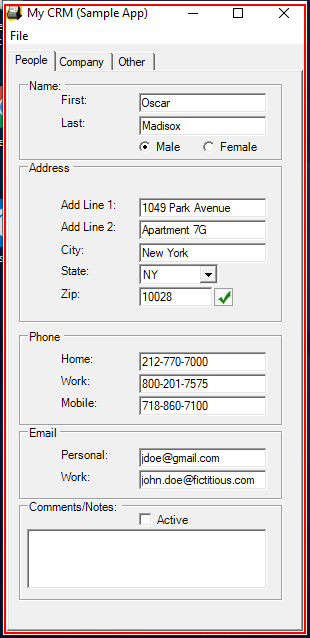 My CRM (Sample App)
File
People Company Other
Name:
First: Oscar
Last: Madisox
Male Female
Address
Add Line 1: 1049 Park Avenue
Add Line 2: Apartment 7G
City: New York
State: NY
Zip: 10028
Phone
Home: 212-770-7000
Work: 800-201-7575
Mobile: 718-860-7100
Email
Personal: jdoe@gmail.com
Work: john.doe@fictitious.com
Comments/Notes:
Active